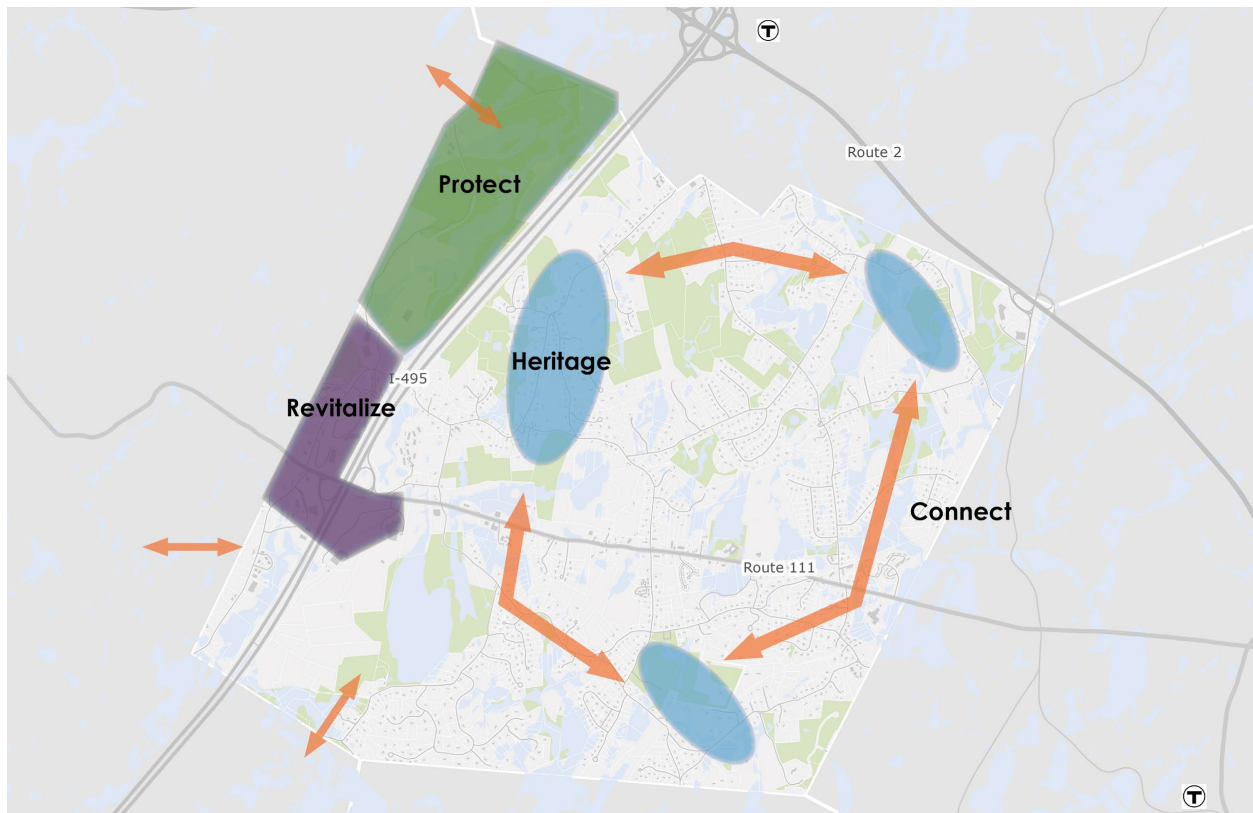 T
Route 2
Protect
Heritage
I-495
Revitalize
Connect
Route 111
T